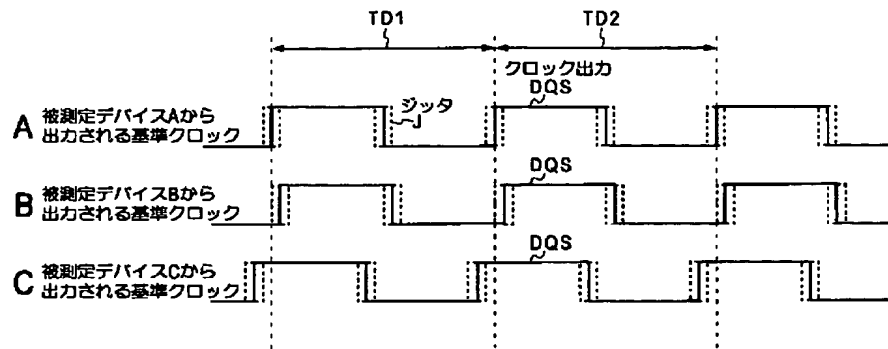 TD1
TD2
クロック出力
DQS
ジッタ
J
A
被測定デバイスAから
出力される基準クロック
DQS
B
被測定デバイスBから
出力される基準クロック
DQS
C
被測定デバイスCから
出力される基準クロック